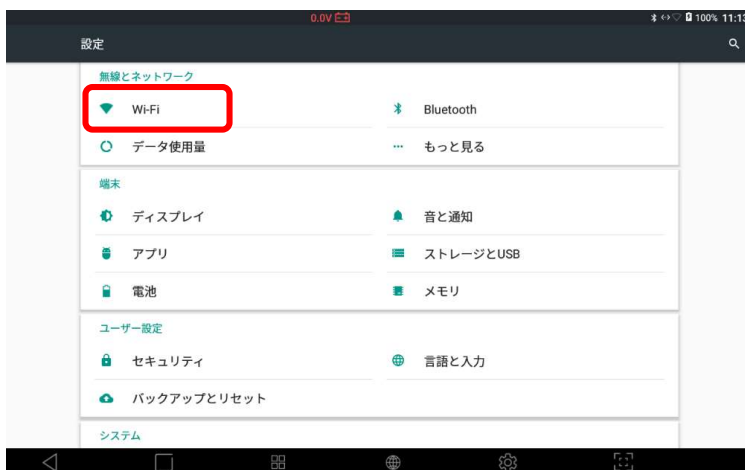 0.0V 100% 11:13
設定
無線とネットワーク
Wi-Fi Bluetooth
データ使用量 もっと見る
端末
ディスプレイ 音と通知
アプリ ストレージとUSB
電池 メモリ
ユーザー設定
セキュリティ 言語と入力
バックアップとリセット
システム